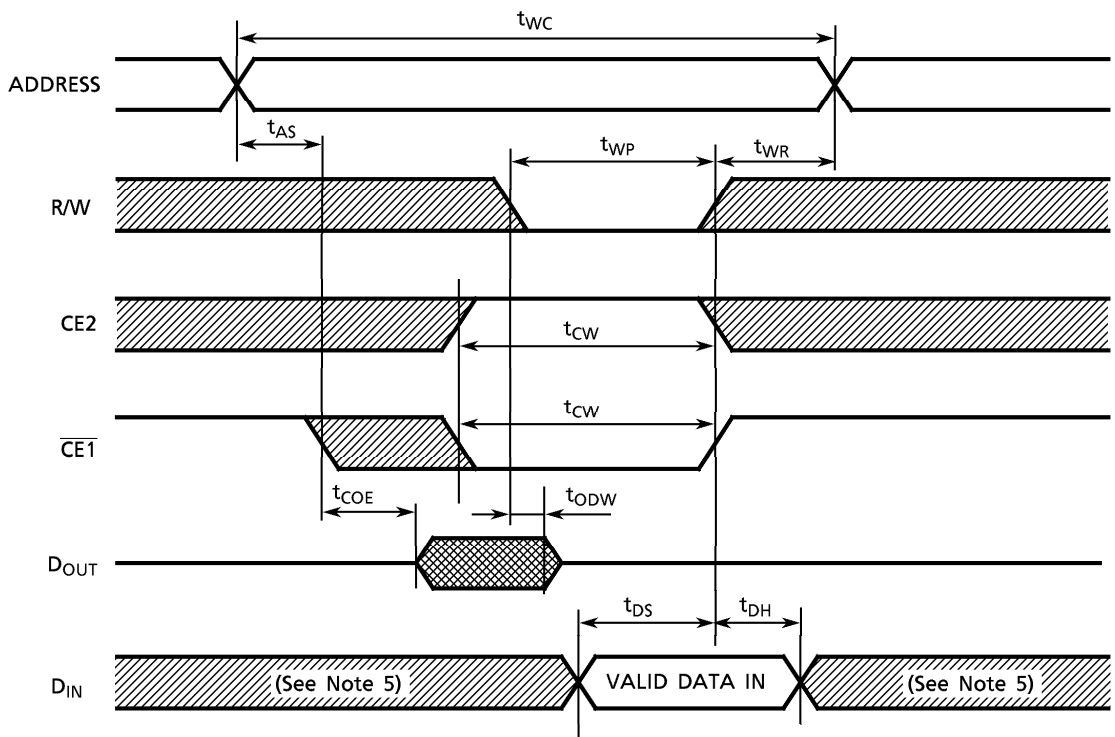 tWC
ADDRESS
tAS
tWP
tWR
R/W
CE2
tCW
tCW
CE1
tCOE
tODW
DOUT
tDS
tDH
DIN
(See Note 5)
VALID DATA IN
(See Note 5)